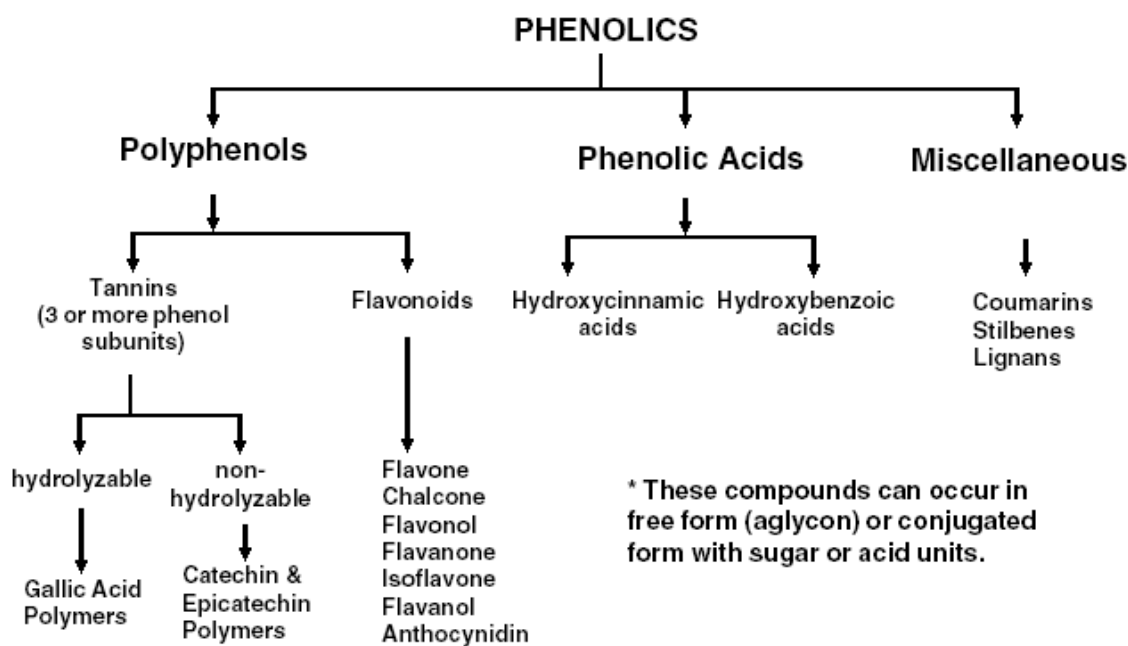 PHENOLICS
Polyphenols
Phenolic Acids
Miscellaneous
Tannins
(3 or more phenol
subunits)
Flavonoids
Hydroxycinnamic
acids
Hydroxybenzoic
acids
Coumarins
Stilbenes
Lignans
hydrolyzable
non-
hydrolyzable
Gallic Acid
Polymers
Catechin &
Epicatechin
Polymers
Flavone
Chalcone
Flavonol
Flavanone
Isoflavone
Flavanol
Anthocynidin
* These compounds can occur in
free form (aglycon) or conjugated
form with sugar or acid units.